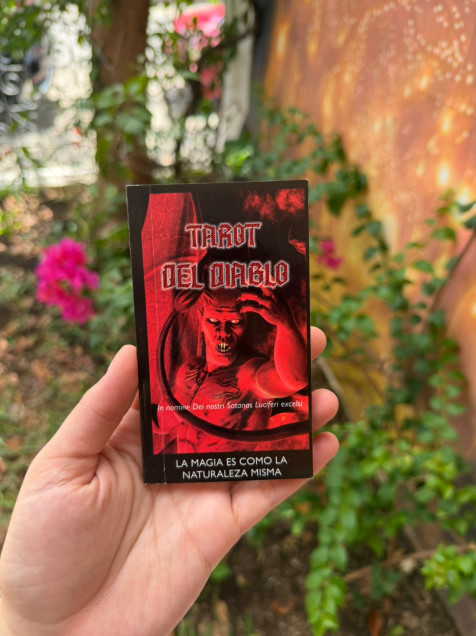 TAROT
DEL DIABLO
In nomine Dei nostri Satanas Luciferi excelsi
LA MAGIA ES COMO LA
NATURALEZA MISMA